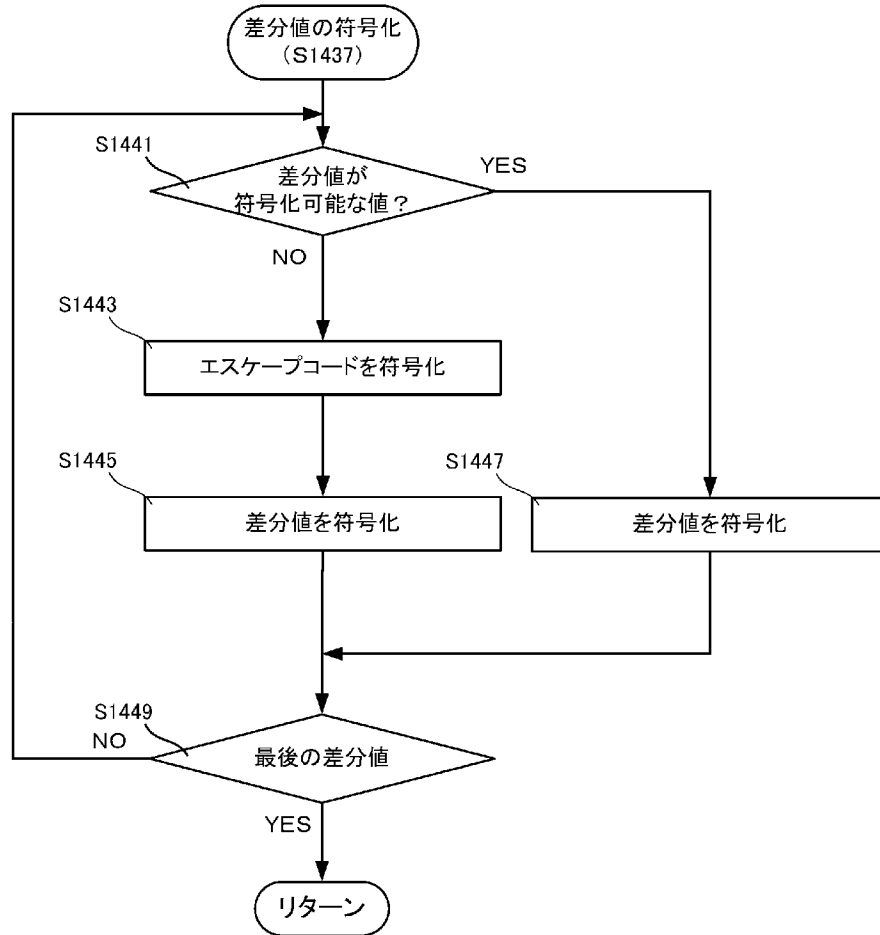 差分値の符号化
(S1437)
S1441
YES
差分値が
符号化可能な値？
NO
S1443
エスケープコードを符号化
S1445
差分値を符号化
S1447
差分値を符号化
S1449
NO
最後の差分値
YES
リターン